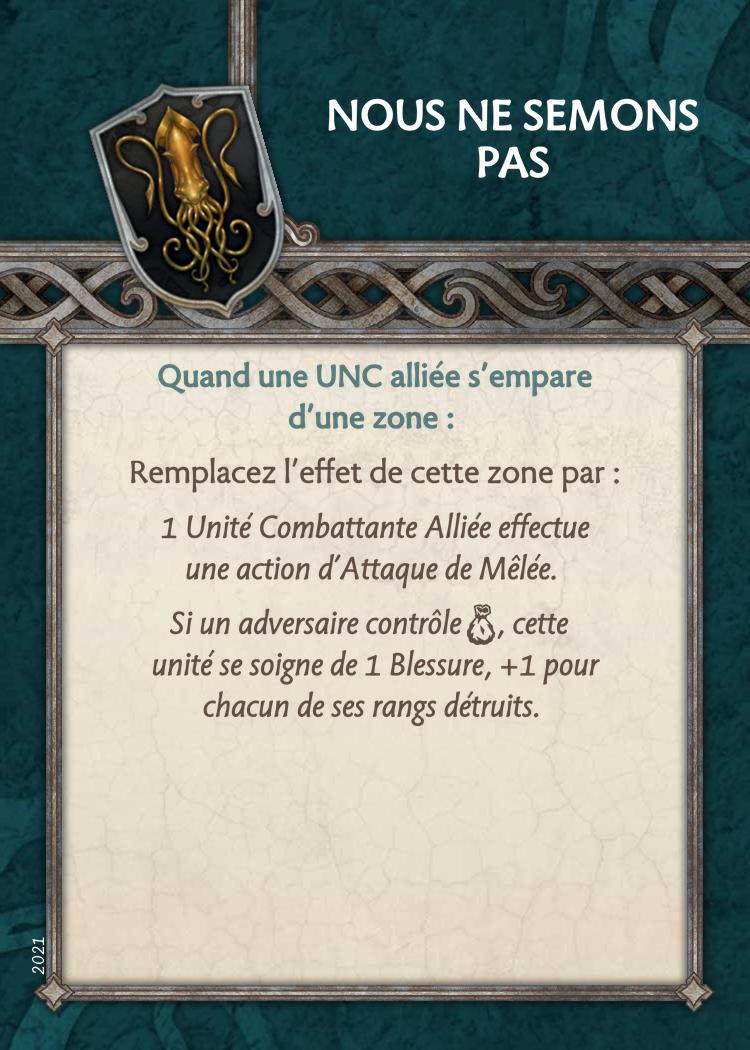 NOUS NE SEMONS
PAS
Quand une UNC alliée s’empare
d’une zone :
Remplacez l’effet de cette zone par :
1 Unité Combattante Alliée effectue
une action d’Attaque de Mêlée.
Si un adversaire contrôle , cette
unité se soigne de 1 Blessure, +1 pour
chacun de ses rangs détruits.
2021